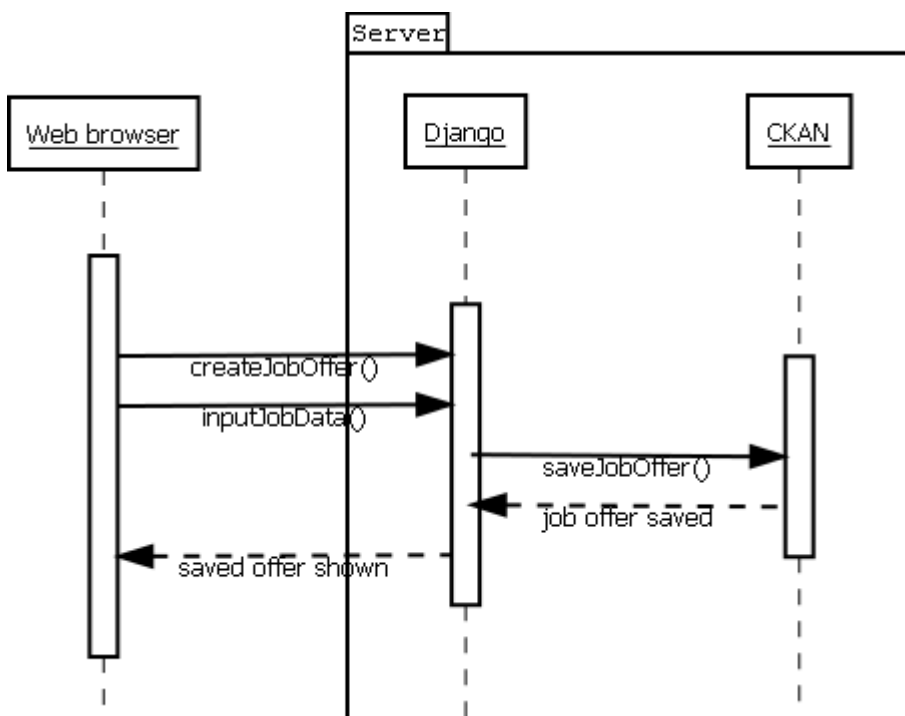 Server
Web browser
Django
CKAN
createJobOffer()
inputJobData()
saveJobOffer()
job offer saved
saved offer shown